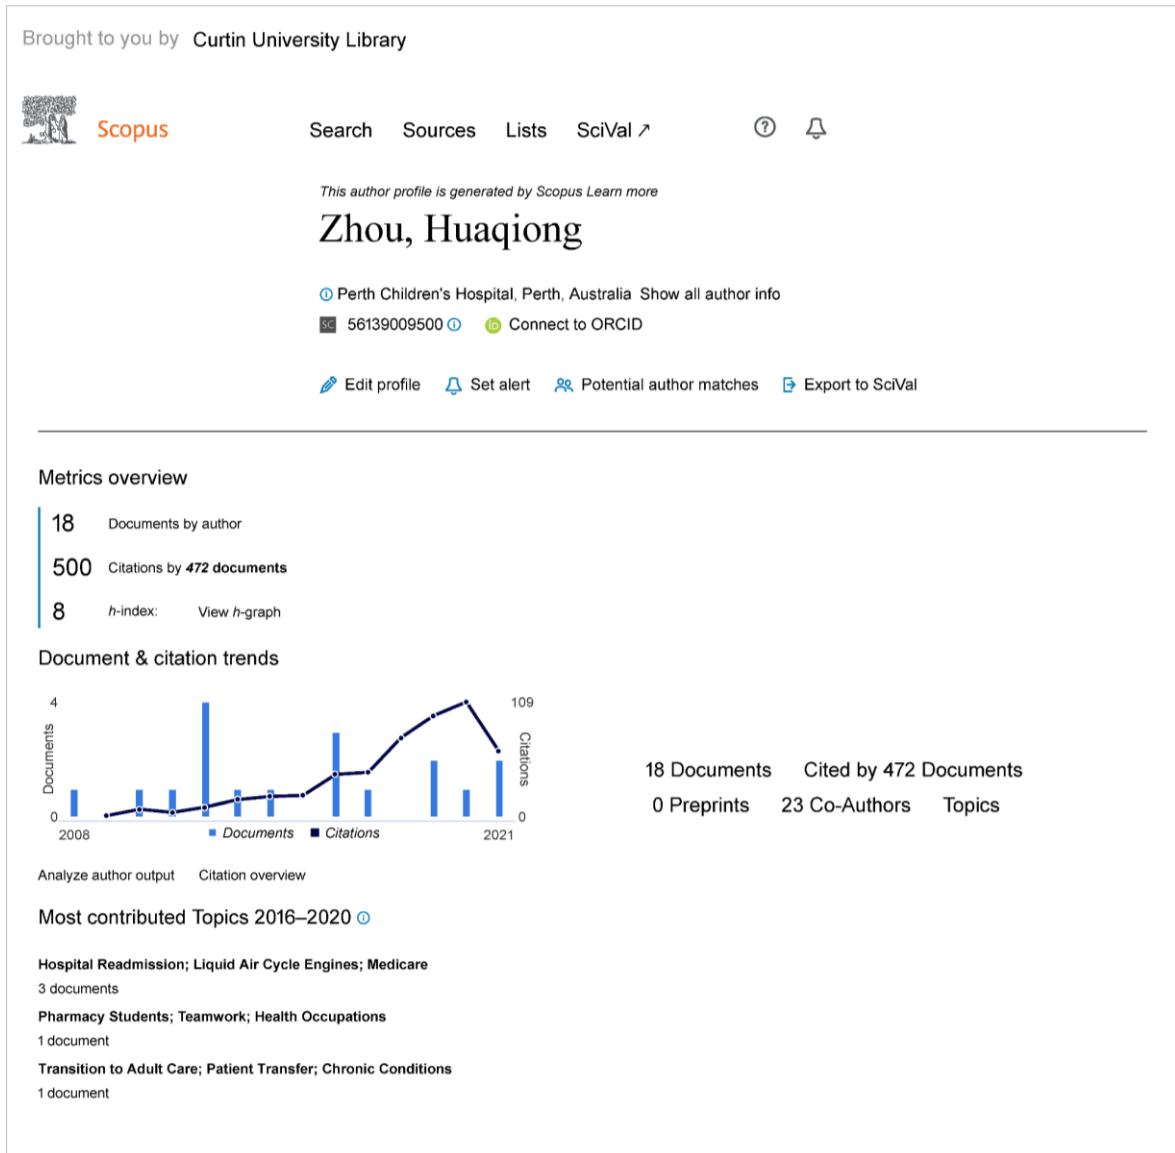 Brought to you by Curtin University Library
Scopus
Search Sources Lists SciVal ↗
This author profile is generated by Scopus Learn more
Zhou, Huaqiong
Perth Children's Hospital, Perth, Australia Show all author info
SC 56139009500 iD Connect to ORCID
Edit profile Set alert Potential author matches Export to SciVal
Metrics overview
18 Documents by author
500 Citations by 472 documents
8 h-index: View h-graph
Document & citation trends
4 109
Documents
Citations
0 0
2008 2021
Documents Citations
18 Documents Cited by 472 Documents
0 Preprints 23 Co-Authors Topics
Analyze author output Citation overview
Most contributed Topics 2016–2020
Hospital Readmission; Liquid Air Cycle Engines; Medicare
3 documents
Pharmacy Students; Teamwork; Health Occupations
1 document
Transition to Adult Care; Patient Transfer; Chronic Conditions
1 document